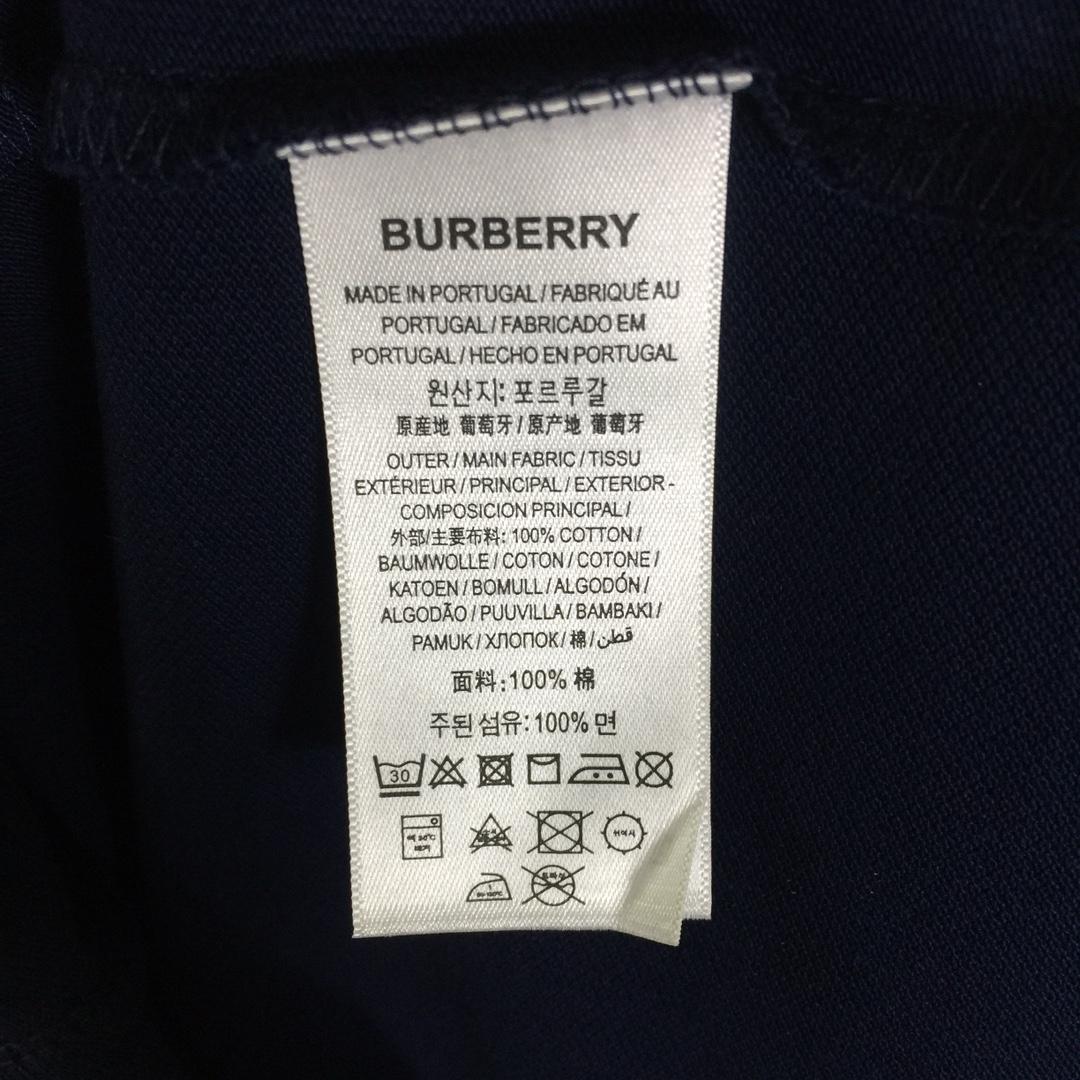 BURBERRY
MADE IN PORTUGAL / FABRIQUÉ AU
PORTUGAL / FABRICADO EM
PORTUGAL / HECHO EN PORTUGAL
원산지: 포르루갈
原産地 葡萄牙 / 原产地 葡萄牙
OUTER / MAIN FABRIC / TISSU
EXTÉRIEUR / PRINCIPAL / EXTERIOR-
COMPOSICION PRINCIPAL /
外部/主要布料: 100% COTTON /
BAUMWOLLE / COTON / COTONE /
KATOEN / BOMULL / ALGODÓN /
ALGODÃO / PUUVILLA / BAMBAKI /
PAMUK / ХЛОПОК / 棉 / قطن
面料: 100% 棉
주된 섬유: 100% 면
30